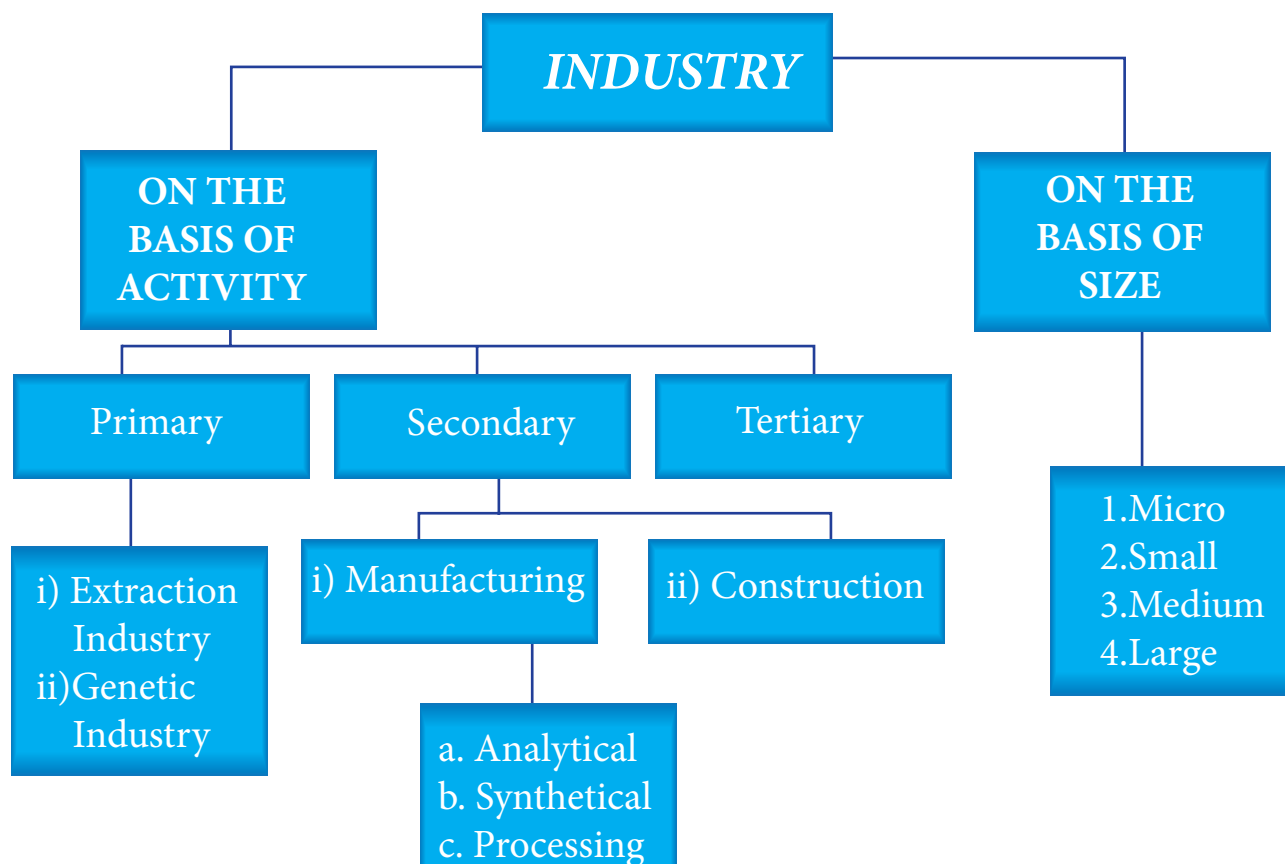 INDUSTRY
ON THE
BASIS OF
ACTIVITY
ON THE
BASIS OF
SIZE
Primary
Secondary
Tertiary
i) Extraction
Industry
ii)Genetic
Industry
i) Manufacturing
ii) Construction
a. Analytical
b. Synthetical
c. Processing
1.Micro
2.Small
3.Medium
4.Large